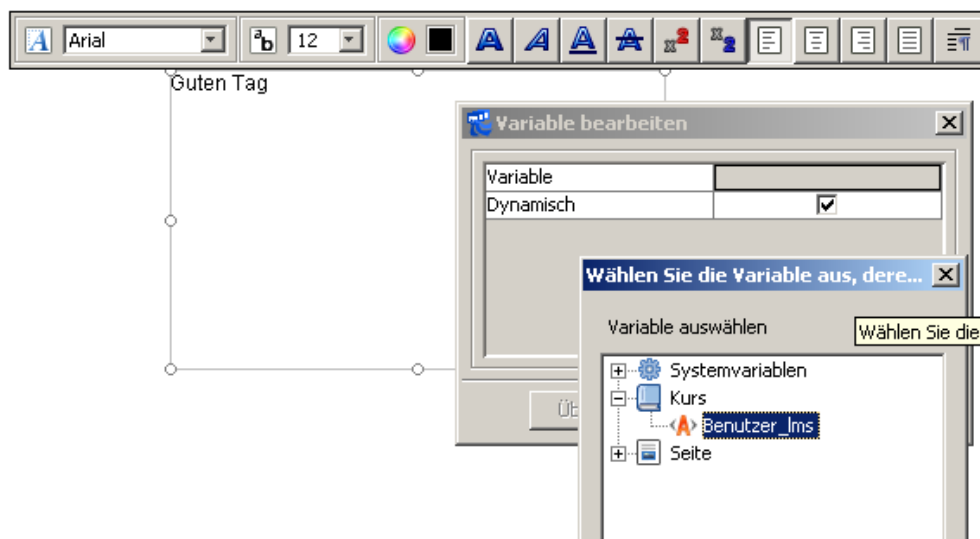 Arial
12
Guten Tag
Variable bearbeiten
Variable
Dynamisch
Wählen Sie die Variable aus, dere...
Variable auswählen
Wählen Sie die
Systemvariablen
Kurs
Benutzer_lms
Seite
Üb